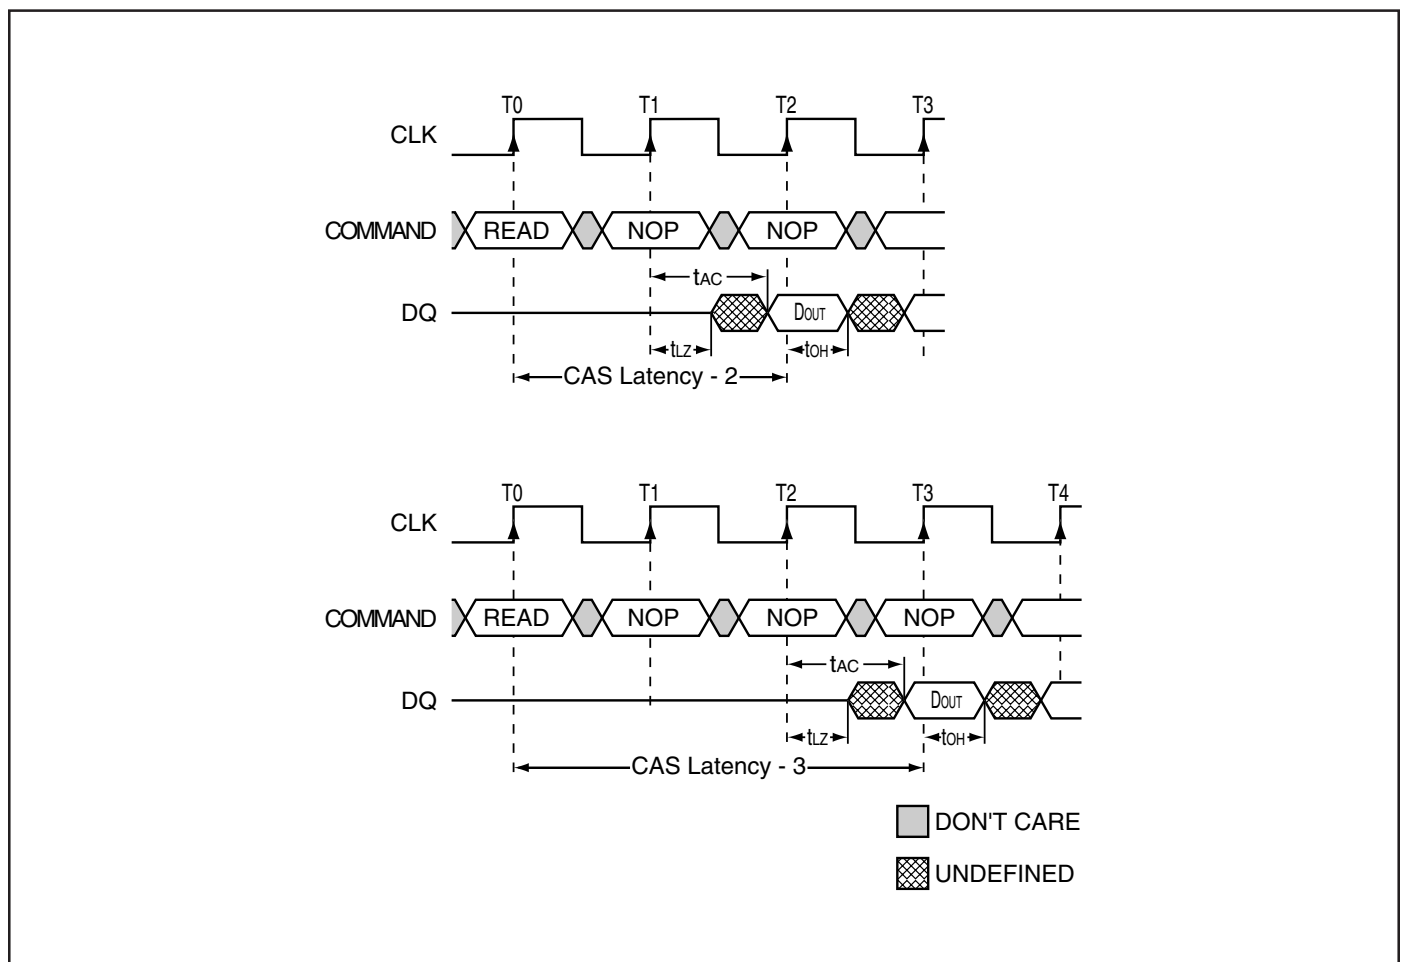 T0 T1 T2 T3
CLK
COMMAND READ NOP NOP
tAC
DQ DOUT
tLZ tOH
CAS Latency - 2
T0 T1 T2 T3 T4
CLK
COMMAND READ NOP NOP NOP
tAC
DQ DOUT
tLZ tOH
CAS Latency - 3
DON'T CARE
UNDEFINED